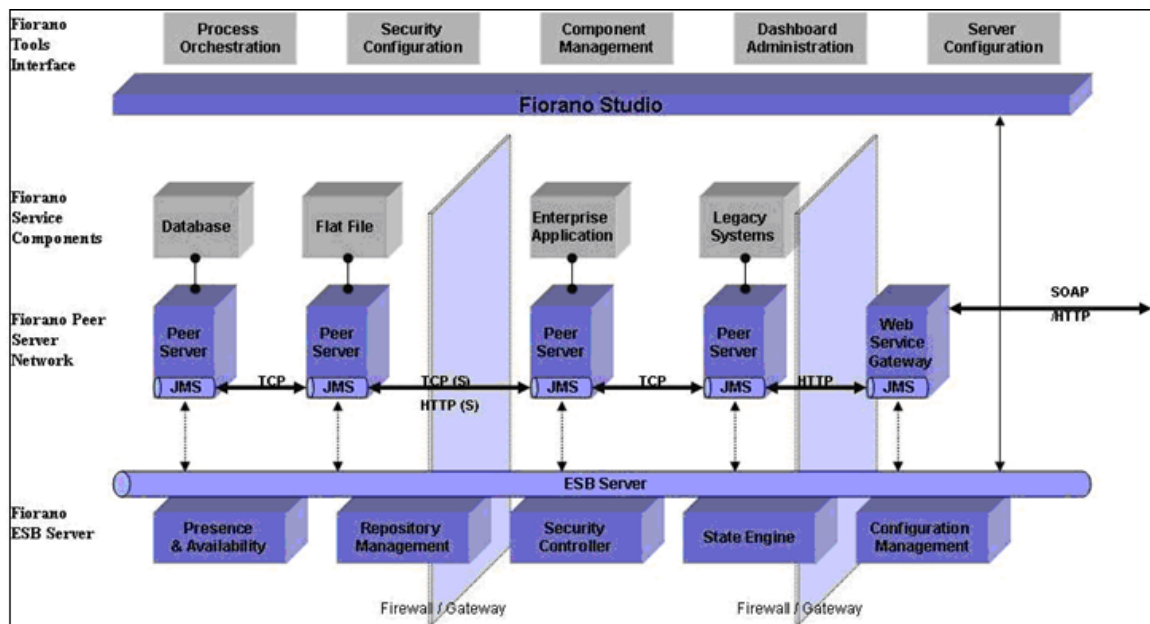 Fiorano
Tools
Interface
Process
Orchestration
Security
Configuration
Component
Management
Dashboard
Administration
Server
Configuration
Fiorano Studio
Fiorano
Service
Components
Database
Flat File
Enterprise
Application
Legacy
Systems
Fiorano Peer
Server
Network
Peer
Server
JMS
TCP
Peer
Server
JMS
TCP (S)
HTTP (S)
Peer
Server
JMS
TCP
Peer
Server
JMS
HTTP
Web
Service
Gateway
JMS
SOAP
/HTTP
ESB Server
Fiorano
ESB Server
Presence
& Availability
Repository
Management
Security
Controller
State Engine
Configuration
Management
Firewall / Gateway
Firewall / Gateway